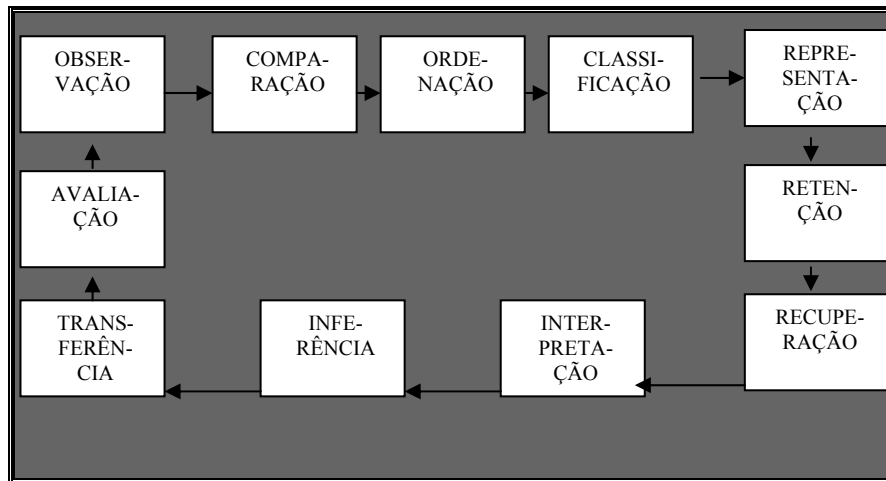 OBSER-
VAÇÃO
COMPA-
RAÇÃO
ORDE-
NAÇÃO
CLASSI-
FICAÇÃO
REPRE-
SENTA-
ÇÃO
RETEN-
ÇÃO
RECUPE-
RAÇÃO
INTER-
PRETA-
ÇÃO
INFE-
RÊNCIA
TRANS-
FERÊN-
CIA
AVALIA-
ÇÃO